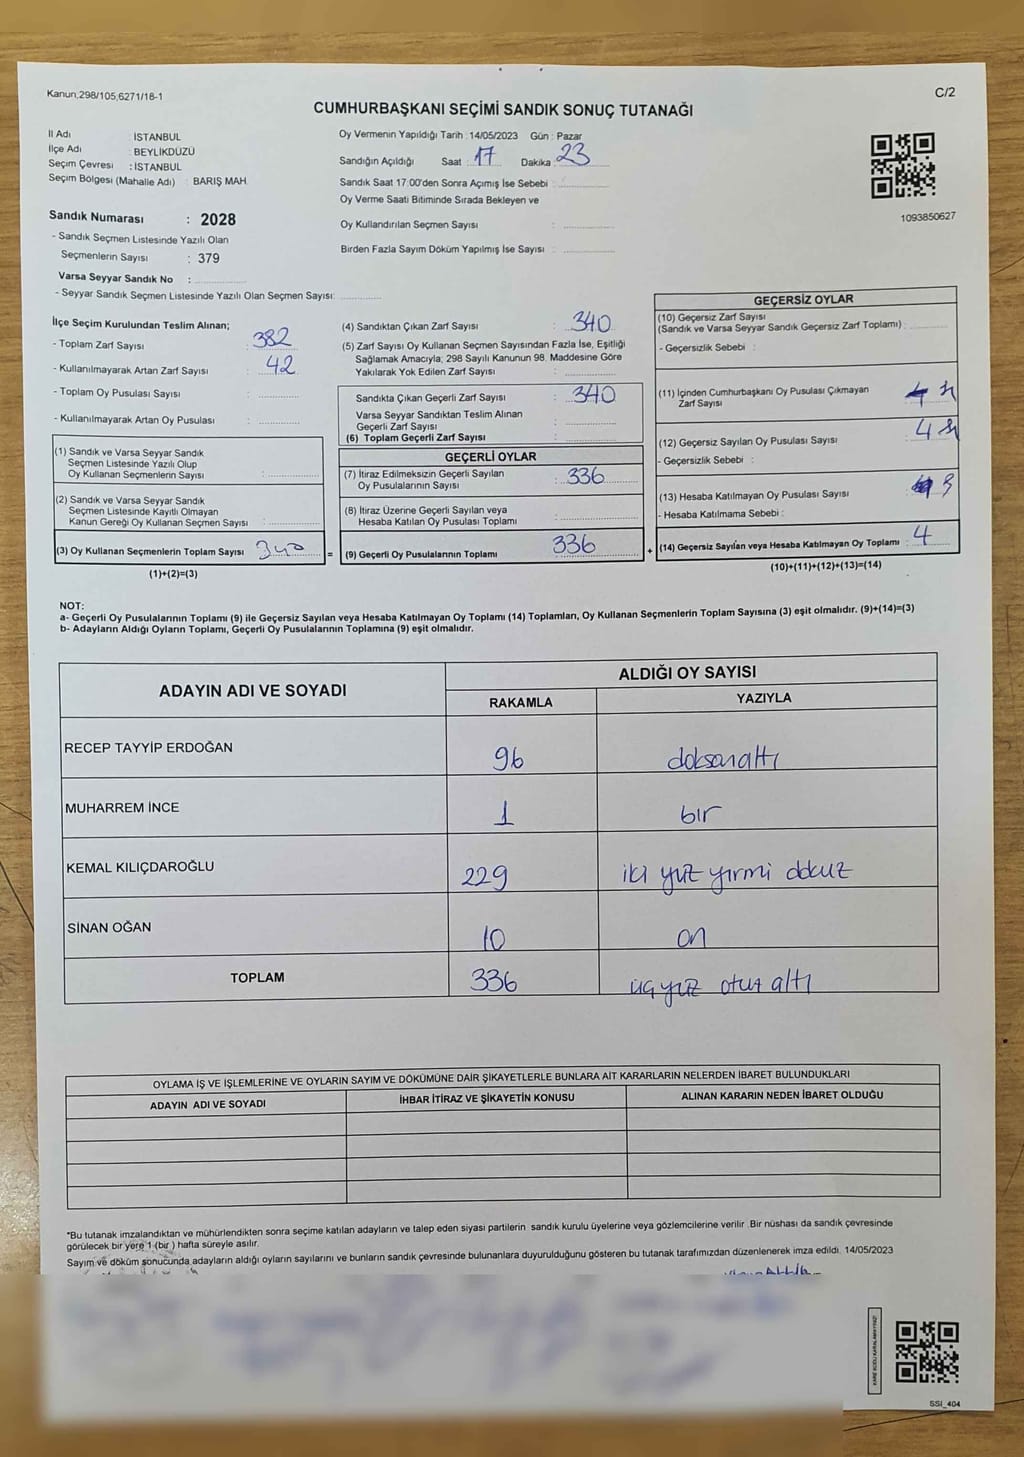 Kanun,298/105,6271/16-1
C/2
CUMHURBAŞKANI SEÇİMİ SANDIK SONUÇ TUTANAĞI
İl Adı : İSTANBUL
İlçe Adı : BEYLİKDÜZÜ
Seçim Çevresi : İSTANBUL
Seçim Bölgesi (Mahalle Adı) : BARIŞ MAH.
Sandık Numarası : 2028
- Sandık Seçmen Listesinde Yazılı Olan
Seçmenlerin Sayısı : 379
Varsa Seyyar Sandık No :
- Seyyar Sandık Seçmen Listesinde Yazılı Olan Seçmen Sayısı:
Oy Vermenin Yapıldığı Tarih :14/05/2023 Gün : Pazar
Sandığın Açıldığı Saat : 17 Dakika : 23
Sandık Saat 17:00'den Sonra Açımış İse Sebebi :
Oy Verme Saati Bitiminde Sırada Bekleyen ve
Oy Kullandırılan Seçmen Sayısı :
Birden Fazla Sayım Döküm Yapılmış İse Sayısı :
1093850627
İlçe Seçim Kurulundan Teslim Alınan;
- Toplam Zarf Sayısı : 382
- Kullanılmayarak Artan Zarf Sayısı : 42
- Toplam Oy Pusulası Sayısı :
- Kullanılmayarak Artan Oy Pusulası :
(1) Sandık ve Varsa Seyyar Sandık
Seçmen Listesinde Yazılı Olup
Oy Kullanan Seçmenlerin Sayısı :
(2) Sandık ve Varsa Seyyar Sandık
Seçmen Listesinde Kayıtlı Olmayan
Kanun Gereği Oy Kullanan Seçmen Sayısı :
(3) Oy Kullanan Seçmenlerin Toplam Sayısı : 340
(1)+(2)=(3)
=
(4) Sandıktan Çıkan Zarf Sayısı : 340
(5) Zarf Sayısı Oy Kullanan Seçmen Sayısından Fazla İse, Eşitliği
Sağlamak Amacıyla; 298 Sayılı Kanunun 98. Maddesine Göre
Yakılarak Yok Edilen Zarf Sayısı :
Sandıkta Çıkan Geçerli Zarf Sayısı : 340
Varsa Seyyar Sandıktan Teslim Alınan
Geçerli Zarf Sayısı :
(6) Toplam Geçerli Zarf Sayısı :
GEÇERLİ OYLAR
(7) İtiraz Edilmeksizin Geçerli Sayılan
Oy Pusulalarının Sayısı : 336
(8) İtiraz Üzerine Geçerli Sayılan veya
Hesaba Katılan Oy Pusulası Toplamı :
(9) Geçerli Oy Pusulalarının Toplamı : 336
+
GEÇERSİZ OYLAR
(10) Geçersiz Zarf Sayısı
(Sandık ve Varsa Seyyar Sandık Geçersiz Zarf Toplamı) :
- Geçersizlik Sebebi :
(11) İçinden Cumhurbaşkanı Oy Pusulası Çıkmayan
Zarf Sayısı
(12) Geçersiz Sayılan Oy Pusulası Sayısı : 4
- Geçersizlik Sebebi :
(13) Hesaba Katılmayan Oy Pusulası Sayısı :
- Hesaba Katılmama Sebebi :
(14) Geçersiz Sayılan veya Hesaba Katılmayan Oy Toplamı : 4
(10)+(11)+(12)+(13)=(14)
NOT:
a- Geçerli Oy Pusulalarının Toplamı (9) ile Geçersiz Sayılan veya Hesaba Katılmayan Oy Toplamı (14) Toplamları, Oy Kullanan Seçmenlerin Toplam Sayısına (3) eşit olmalıdır. (9)+(14)=(3)
b- Adayların Aldığı Oyların Toplamı, Geçerli Oy Pusulalarının Toplamına (9) eşit olmalıdır.
ADAYIN ADI VE SOYADI
ALDIĞI OY SAYISI
RAKAMLA YAZIYLA
RECEP TAYYİP ERDOĞAN 96 doksanaltı
MUHARREM İNCE 1 bir
KEMAL KILIÇDAROĞLU 229 iki yüz yirmi dokuz
SİNAN OĞAN 10 on
TOPLAM 336 üç yüz otuz altı
OYLAMA İŞ VE İŞLEMLERİNE VE OYLARIN SAYIM VE DÖKÜMÜNE DAİR ŞİKAYETLERLE BUNLARA AİT KARARLARIN NELERDEN İBARET BULUNDUKLARI
ADAYIN ADI VE SOYADI İHBAR İTİRAZ VE ŞİKAYETİN KONUSU ALINAN KARARIN NEDEN İBARET OLDUĞU
*Bu tutanak imzalandıktan ve mühürlendikten sonra seçime katılan adayların ve talep eden siyasi partilerin sandık kurulu üyelerine veya gözlemcilerine verilir .Bir nüshası da sandık çevresinde
görülecek bir yere 1 (bir ) hafta süreyle asılır.
Sayım ve döküm sonucunda adayların aldığı oyların sayılarını ve bunların sandık çevresinde bulunanlara duyurulduğunu gösteren bu tutanak tarafımızdan düzenlenerek imza edildi. 14/05/2023
KARE KODU KARALAMAYINIZ!
SSI_404